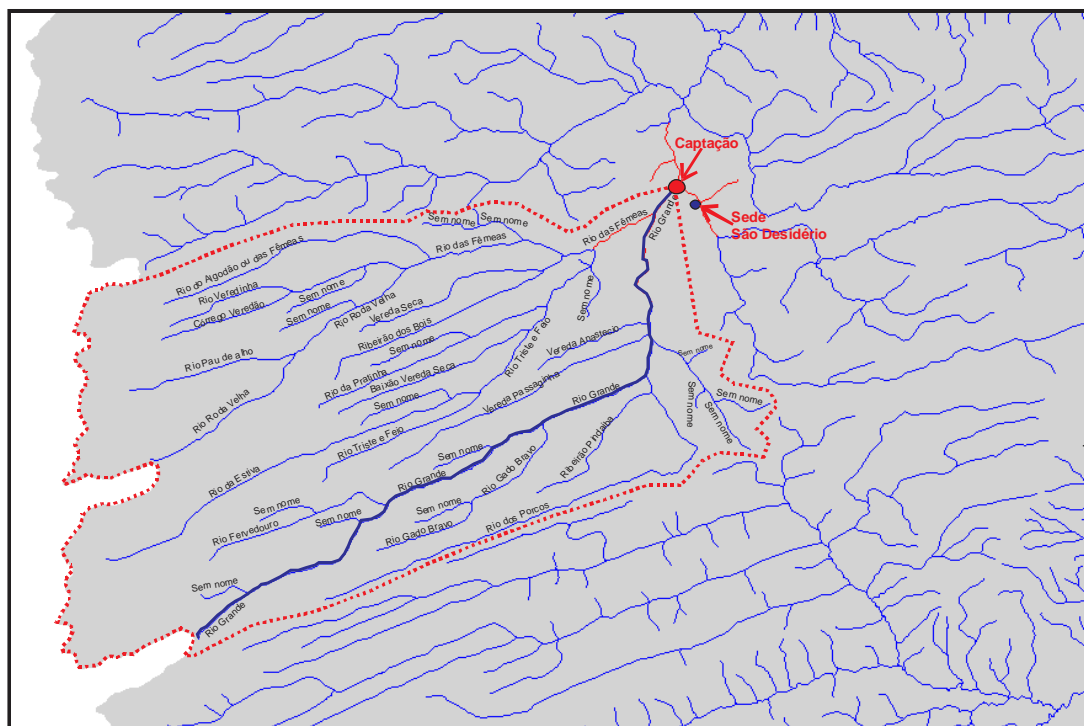 Captação
Sede
São Desidério
Sem nome
Sem nome
Rio das Fêmeas
Rio Grande
Rio das Fêmeas
Rio do Algodão ou das Fêmeas
Rio Veredinha
Sem nome
Córrego Veredão
Sem nome
Rio Roda Velha
Vereda Seca
Sem nome
Ribeirão dos Bois
Sem nome
Rio Triste e Feio
Vereda Anastacio
Sem nome
Rio Pau de alho
Rio da Pratinha
Baixão Vereda Seca
Sem nome
Vereda Passaginha
Rio Grande
Sem nome
Sem nome
Sem nome
Rio Roda Velha
Rio Triste e Feio
Sem nome
Rio Gado Bravo
Ribeirão Pindaiba
Rio da Estiva
Rio Grande
Sem nome
Sem nome
Sem nome
Rio Fervedouro
Rio Gado Bravo
Rio dos Porcos
Sem nome
Rio Grande